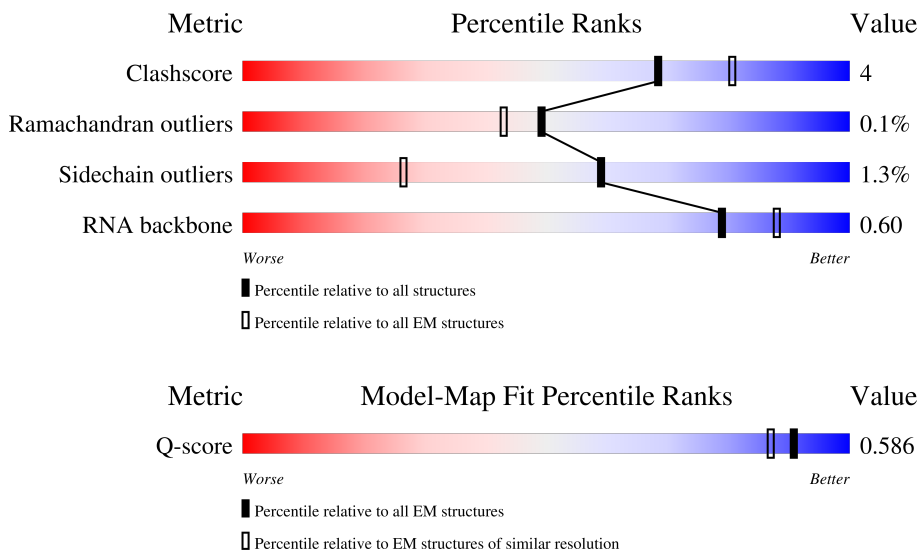 Metric Percentile Ranks Value
Clashscore 4
Ramachandran outliers 0.1%
Sidechain outliers 1.3%
RNA backbone 0.60
Worse Better
Percentile relative to all structures
Percentile relative to all EM structures
Metric Model-Map Fit Percentile Ranks Value
Q-score 0.586
Worse Better
Percentile relative to all EM structures
Percentile relative to EM structures of similar resolution